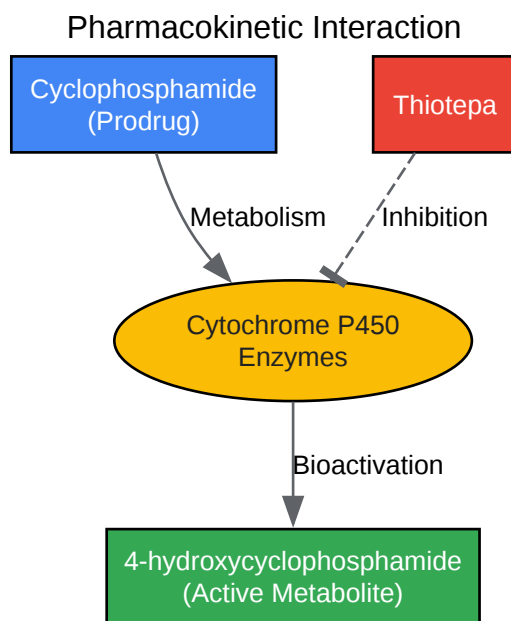 Pharmacokinetic Interaction
Cyclophosphamide
(Prodrug)
Thiotepa
Metabolism
Inhibition
Cytochrome P450
Enzymes
Bioactivation
4-hydroxycyclophosphamide
(Active Metabolite)